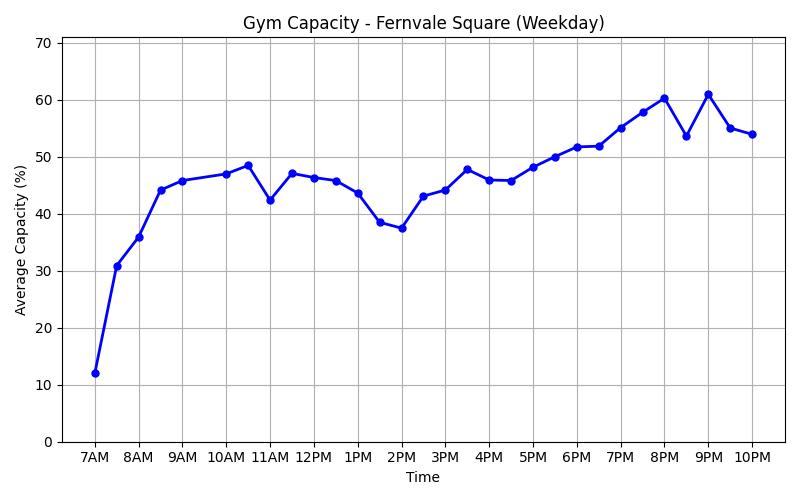 Gym Capacity - Fernvale Square (Weekday)
70
60
50
40
30
20
10
0
Average Capacity (%)
7AM 8AM 9AM 10AM 11AM 12PM 1PM 2PM 3PM 4PM 5PM 6PM 7PM 8PM 9PM 10PM
Time